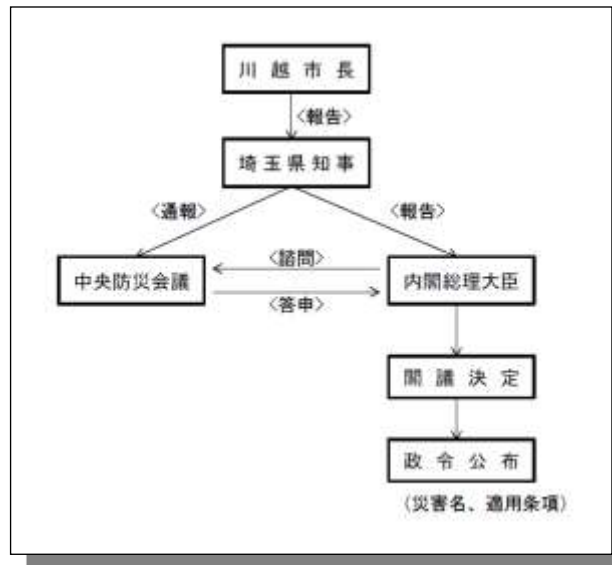 川越市長
〈報告〉
埼玉県知事
〈通報〉
〈報告〉
中央防災会議
〈諮問〉
〈答申〉
内閣総理大臣
閣議決定
政令公布
(災害名、適用条項)